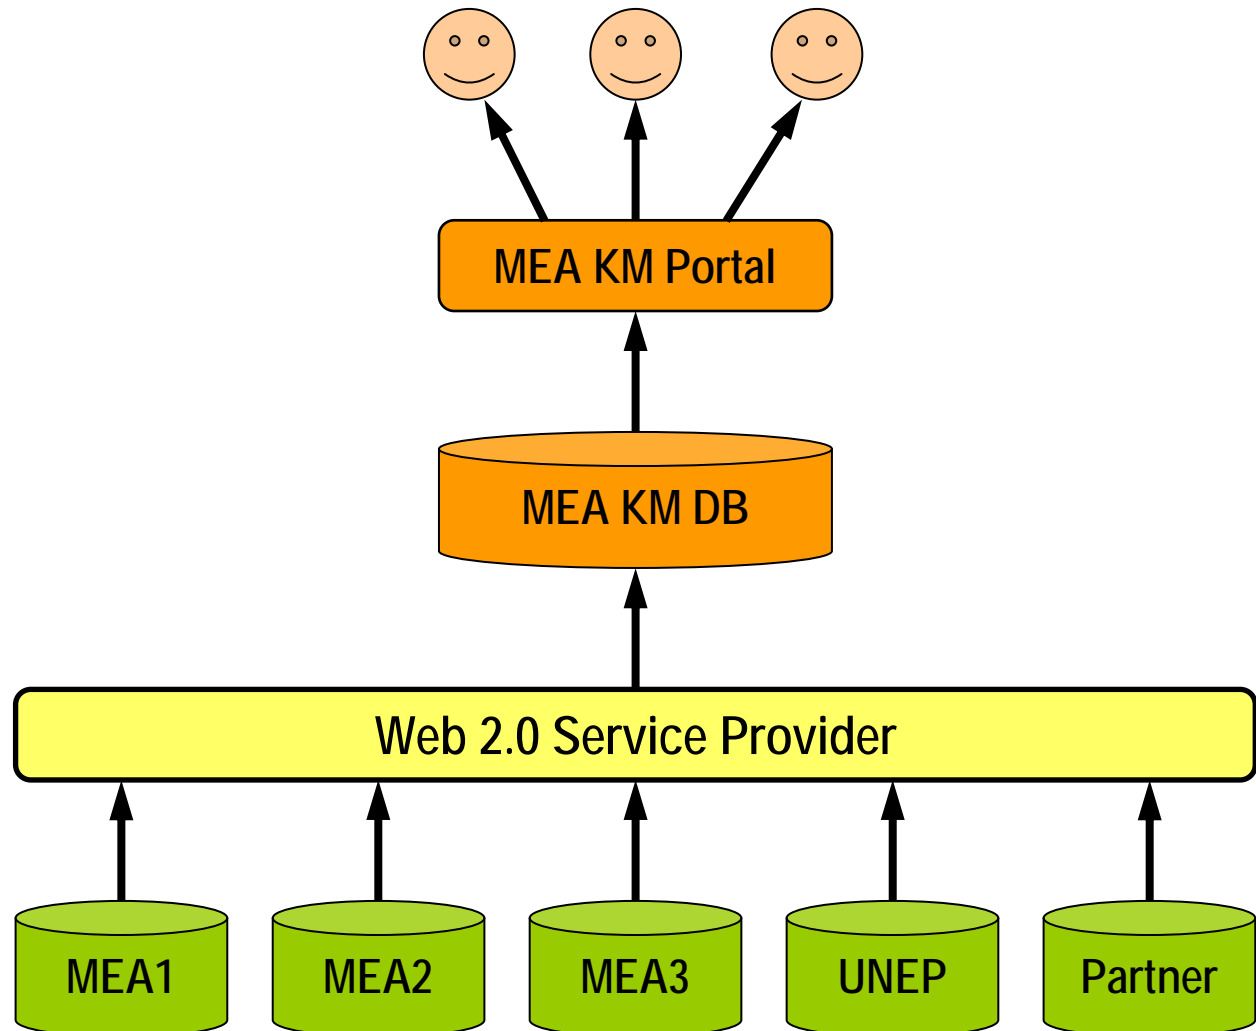 MEA KM Portal
MEA KM DB
Web 2.0 Service Provider
MEA1
MEA2
MEA3
UNEP
Partner